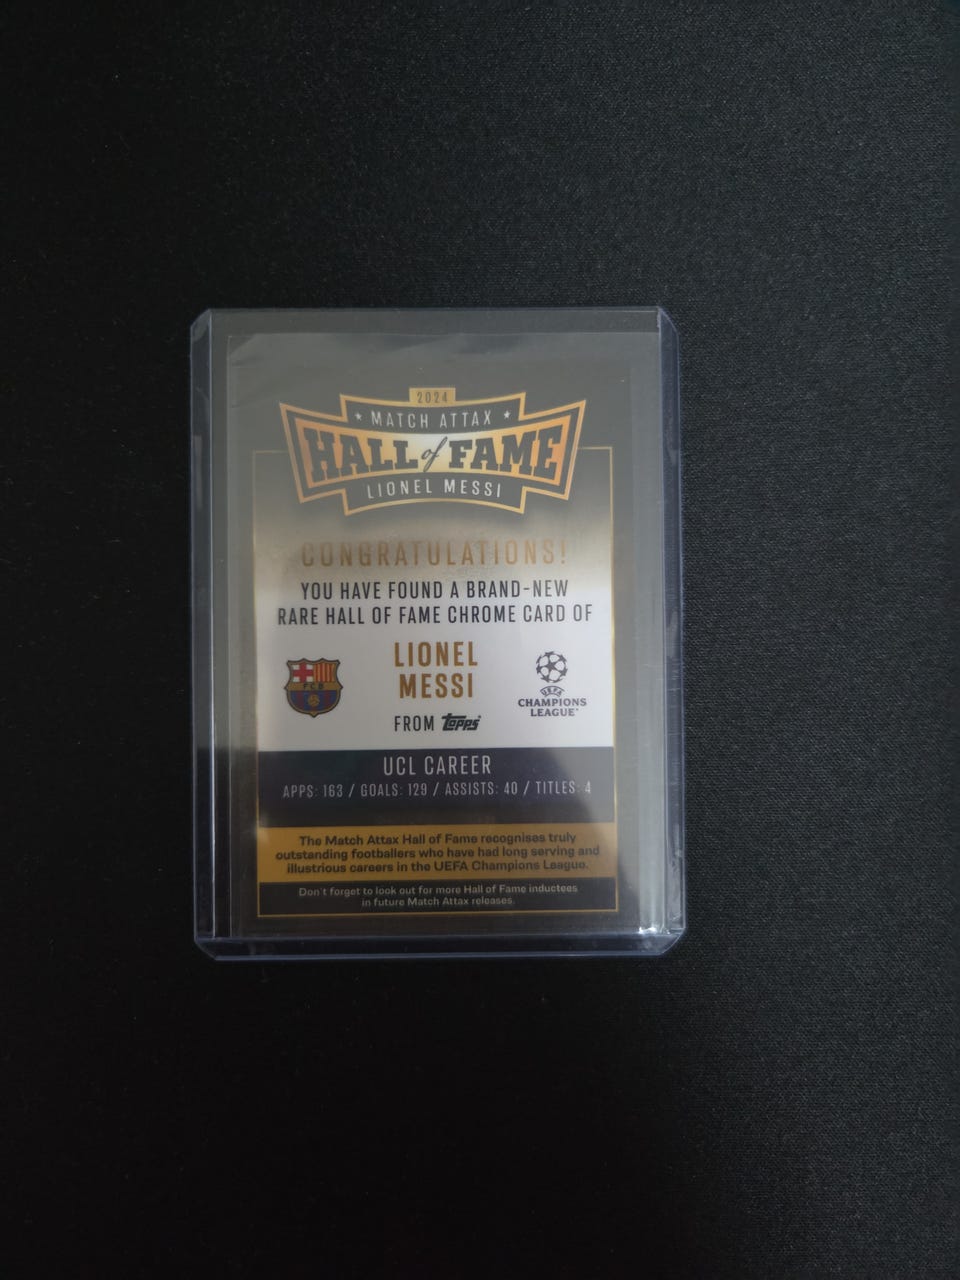 2024
MATCH ATTAX
HALL of FAME
LIONEL MESSI
CONGRATULATIONS!
YOU HAVE FOUND A BRAND-NEW
RARE HALL OF FAME CHROME CARD OF
LIONEL
MESSI
FCB
UEFA
CHAMPIONS
LEAGUE
FROM Topps
UCL CAREER
APPS: 163 / GOALS: 129 / ASSISTS: 40 / TITLES: 4
The Match Attax Hall of Fame recognises truly
outstanding footballers who have had long serving and
illustrious careers in the UEFA Champions League.
Don't forget to look out for more Hall of Fame inductees
in future Match Attax releases.